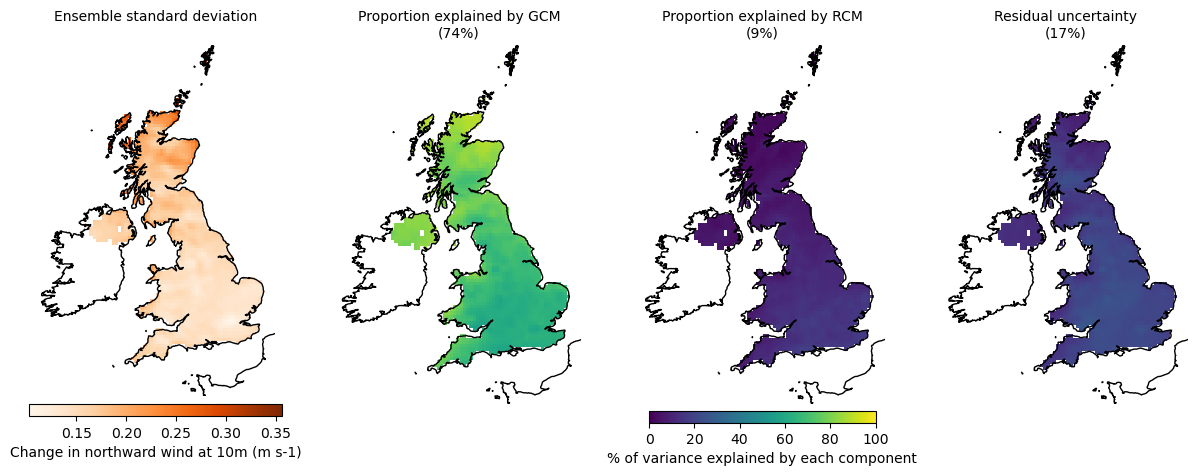 Ensemble standard deviation
Proportion explained by GCM
(74%)
Proportion explained by RCM
(9%)
Residual uncertainty
(17%)
0.15 0.20 0.25 0.30 0.35
Change in northward wind at 10m (m s-1)
0 20 40 60 80 100
% of variance explained by each component